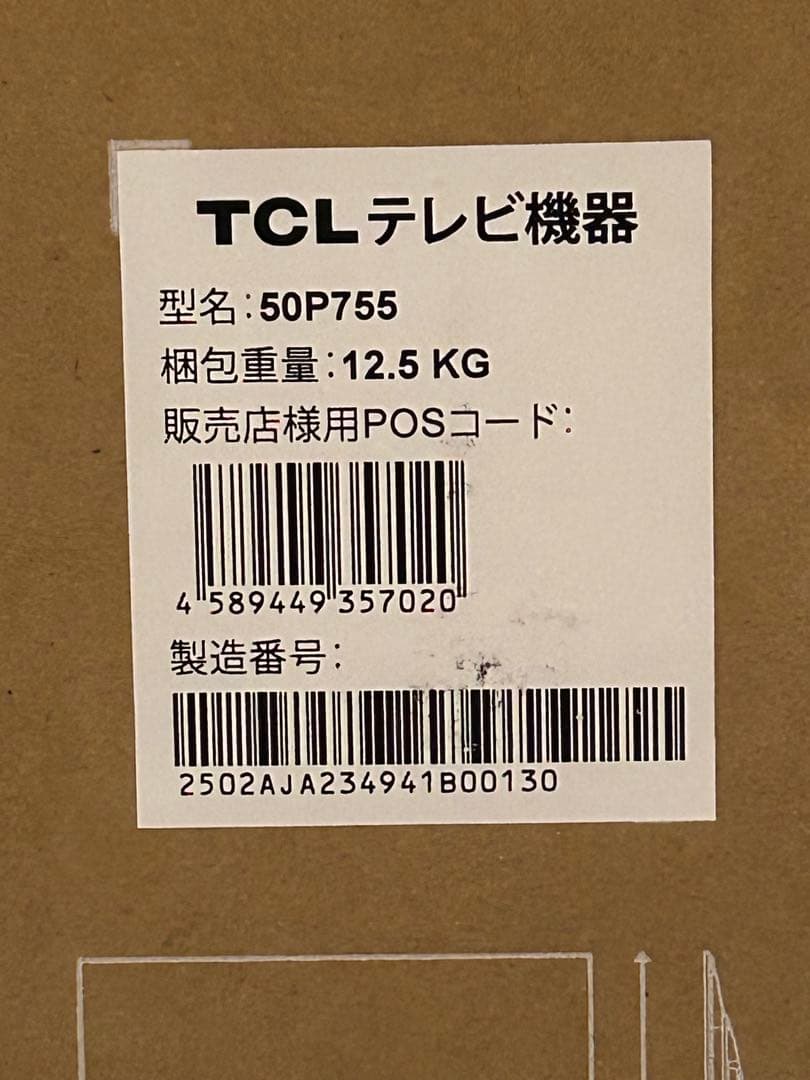 TCLテレビ機器
型名:50P755
梱包重量:12.5 KG
販売店様用POSコード:
4 589449 357020
製造番号:
2502AJA234941B00130